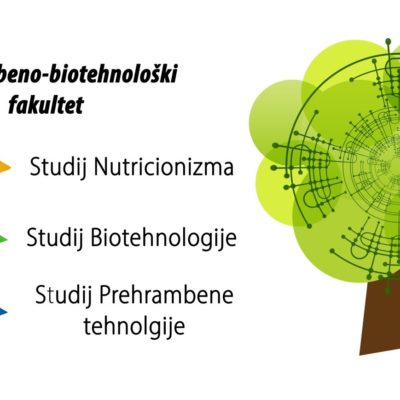 beno-biotehnološki
fakultet
Studij Nutricionizma
Studij Biotehnologije
Studij Prehrambene
tehnolgije